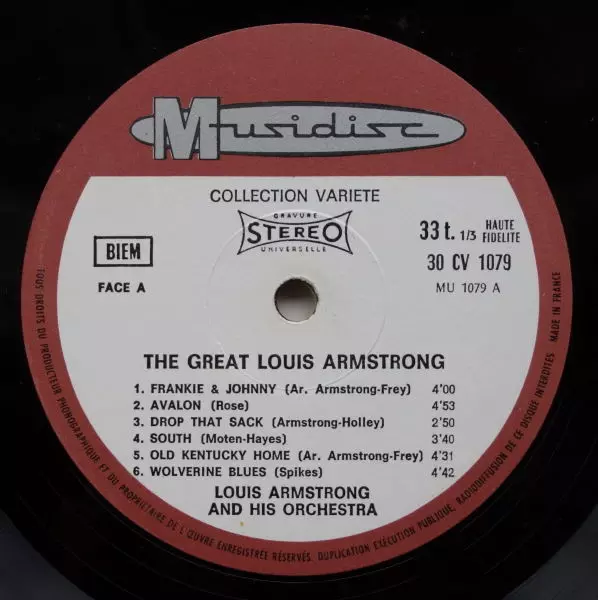 Musidisc
COLLECTION VARIETE
GRAVURE
STEREO
UNIVERSELLE
33 t. 1/3 HAUTE FIDELITE
BIEM
30 CV 1079
FACE A
MU 1079 A
THE GREAT LOUIS ARMSTRONG
1. FRANKIE & JOHNNY (Ar. Armstrong-Frey) 4'00
2. AVALON (Rose) 4'53
3. DROP THAT SACK (Armstrong-Holley) 2'50
4. SOUTH (Moten-Hayes) 3'40
5. OLD KENTUCKY HOME (Ar. Armstrong-Frey) 4'31
6. WOLVERINE BLUES (Spikes) 4'42
LOUIS ARMSTRONG
AND HIS ORCHESTRA
TOUS DROITS DU PRODUCTEUR PHONOGRAPHIQUE ET DU PROPRIÉTAIRE DE L'ŒUVRE ENREGISTRÉE RÉSERVÉS. DUPLICATION EXÉCUTION PUBLIQUE, RADIODIFFUSION DE CE DISQUE INTERDITES MADE IN FRANCE